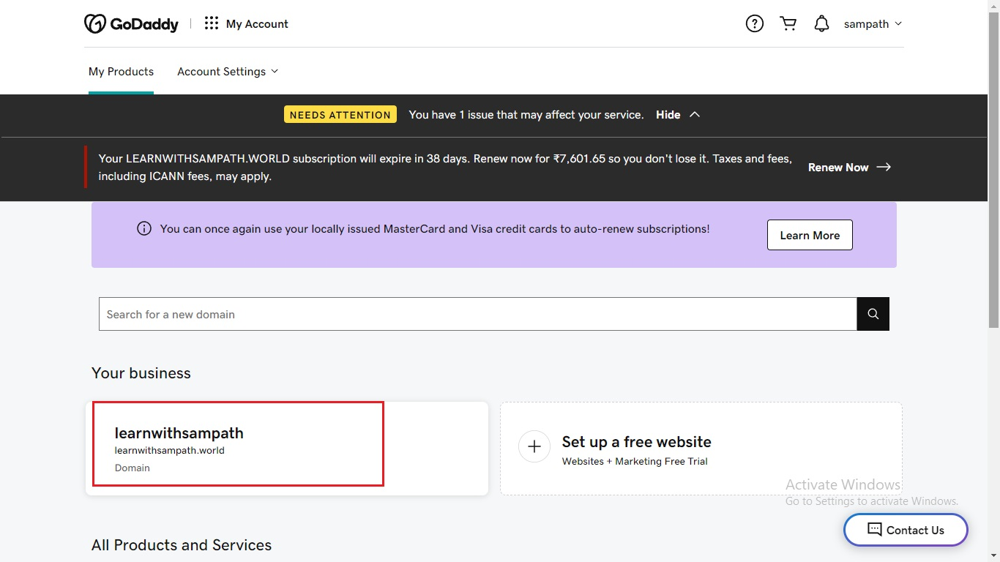 GoDaddy My Account sampath
My Products Account Settings
NEEDS ATTENTION You have 1 issue that may affect your service. Hide
Your LEARNWITHSAMPATH.WORLD subscription will expire in 38 days. Renew now for ₹7,601.65 so you don't lose it. Taxes and fees,
including ICANN fees, may apply.
Renew Now
You can once again use your locally issued MasterCard and Visa credit cards to auto-renew subscriptions!
Learn More
Search for a new domain
Your business
learnwithsampath
learnwithsampath.world
Domain
Set up a free website
Websites + Marketing Free Trial
Activate Windows
Go to Settings to activate Windows.
Contact Us
All Products and Services